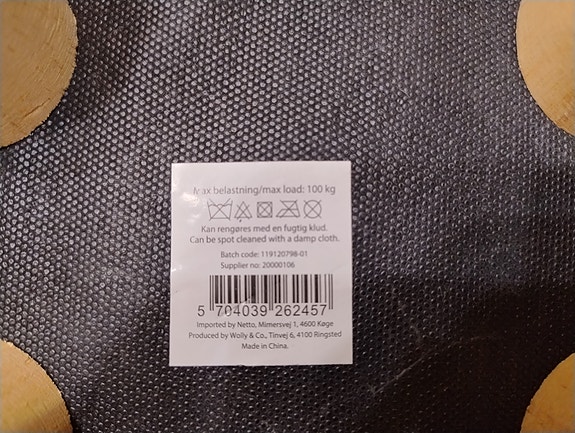 Max belastning/max load: 100 kg
Kan rengøres med en fugtig klud.
Can be spot cleaned with a damp cloth.
Batch code: 119120798-01
Supplier no: 20000106
5 704039 262457
Imported by Netto, Mimersvej 1, 4600 Køge
Produced by Wolly & Co., Tinvej 6, 4100 Ringsted
Made in China.